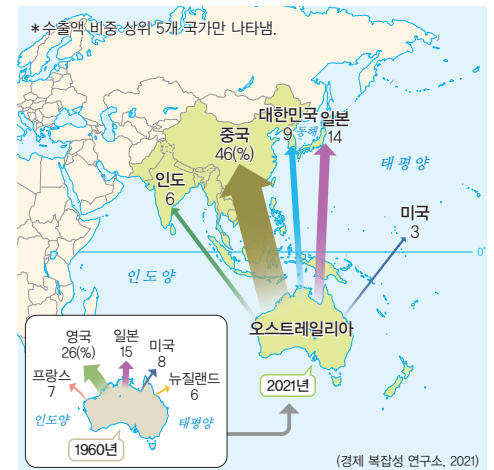 *수출액 비중 상위 5개 국가만 나타냄.
대한민국
9
동해
일본
14
중국
46(%)
태평양
인도
6
미국
3
0°
인도양
오스트레일리아
2021년
영국
26(%)
일본
15
미국
8
프랑스
7
뉴질랜드
6
인도양
태평양
1960년
(경제 복잡성 연구소, 2021)